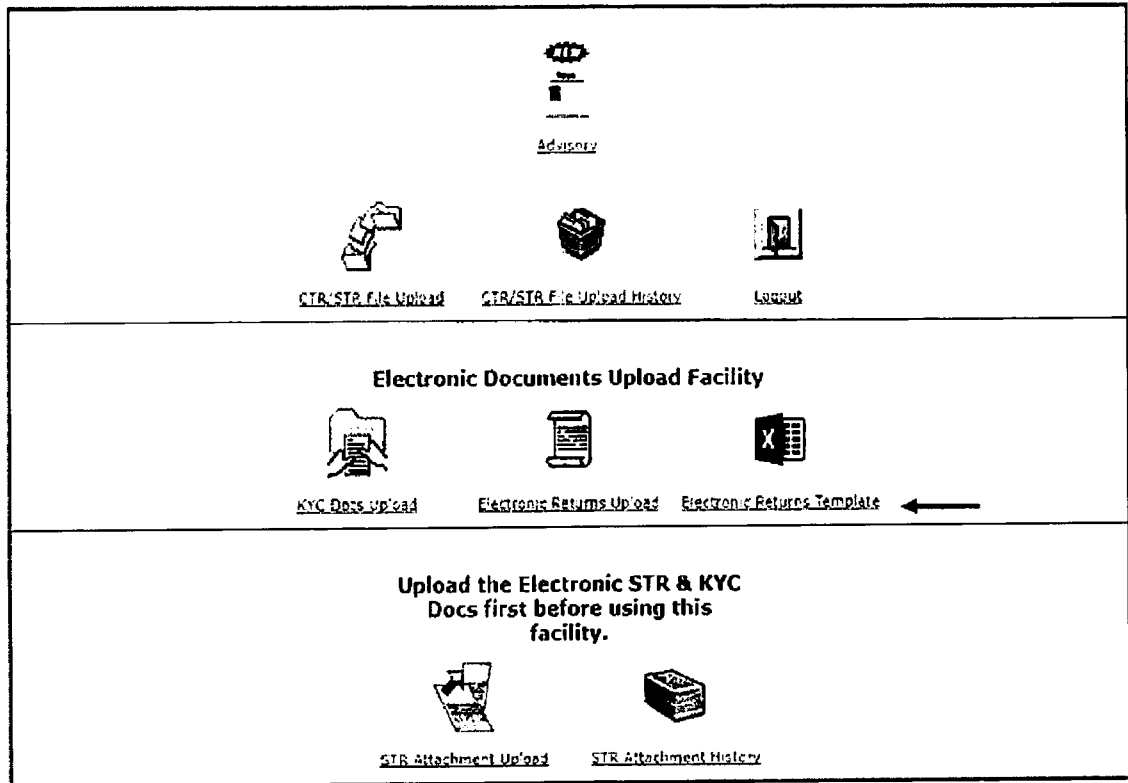 NEW
Advisory
CTR/STR File Upload CTR/STR File Upload History Logout
Electronic Documents Upload Facility
X
KYC Docs Upload Electronic Returns Upload Electronic Returns Template
Upload the Electronic STR & KYC
Docs first before using this
facility.
STR Attachment Upload STR Attachment History